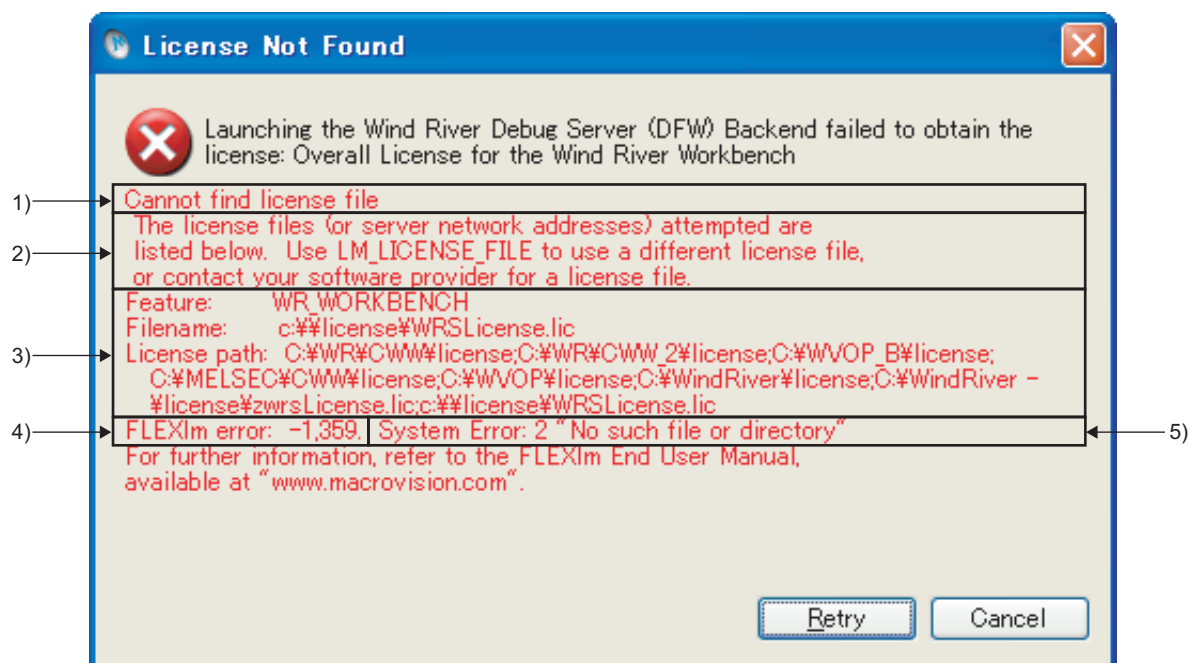 License Not Found
Launching the Wind River Debug Server (DFW) Backend failed to obtain the
license: Overall License for the Wind River Workbench
1)
Cannot find license file
The license files (or server network addresses) attempted are
2)
listed below. Use LM_LICENSE_FILE to use a different license file,
or contact your software provider for a license file.
Feature: WR_WORKBENCH
Filename: c:¥¥license¥WRSLicense.lic
3)
License path: C:¥WR¥CWW¥license;C:¥WR¥CWW_2¥license;C:¥WVOP_B¥license;
C:¥MELSEC¥CWW¥license;C:¥WVOP¥license;C:¥WindRiver¥license;C:¥WindRiver -
¥license¥zwrsLicense.lic;c:¥¥license¥WRSLicense.lic
4)
FLEXlm error: -1,359. System Error: 2 "No such file or directory"
5)
For further information, refer to the FLEXlm End User Manual,
available at "www.macrovision.com".
Retry
Cancel